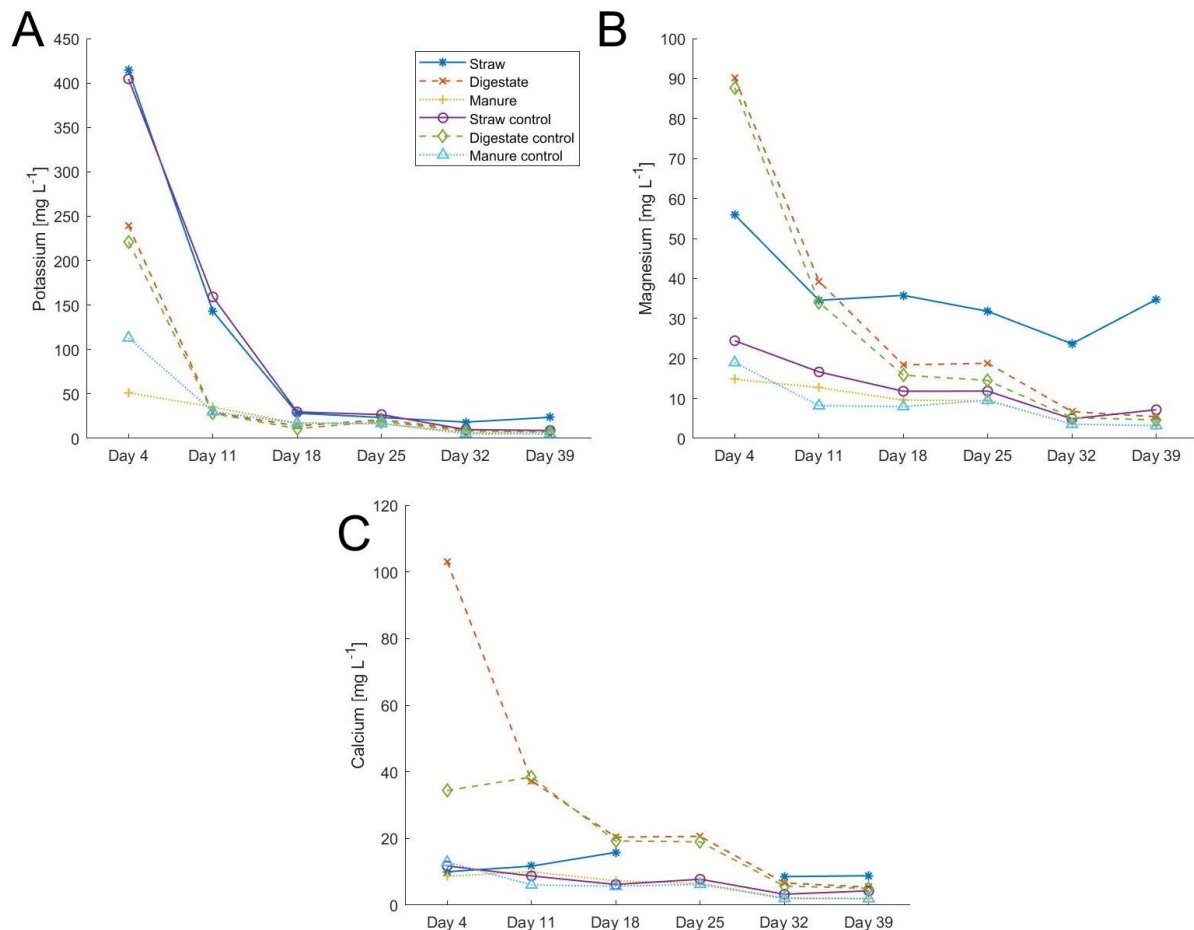 A
Potassium [mg L-1]
450
400
350
300
250
200
150
100
50
0
Day 4 Day 11 Day 18 Day 25 Day 32 Day 39
Straw
Digestate
Manure
Straw control
Digestate control
Manure control
B
Magnesium [mg L-1]
100
90
80
70
60
50
40
30
20
10
0
Day 4 Day 11 Day 18 Day 25 Day 32 Day 39
C
Calcium [mg L-1]
120
100
80
60
40
20
0
Day 4 Day 11 Day 18 Day 25 Day 32 Day 39